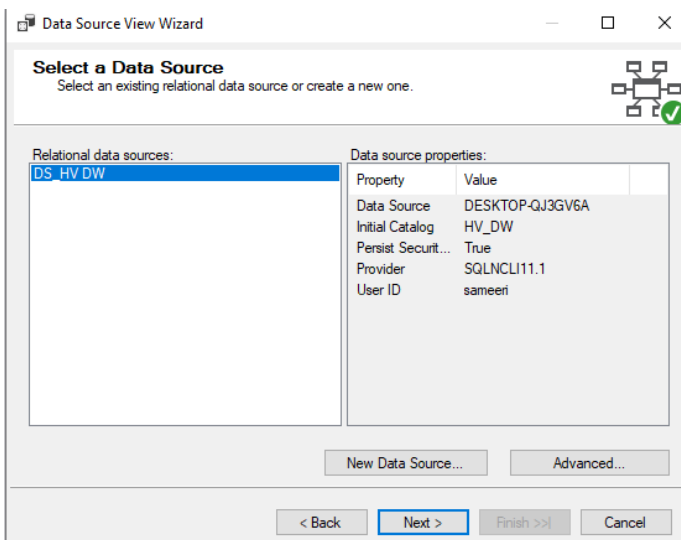 Data Source View Wizard
Select a Data Source
Select an existing relational data source or create a new one.
Relational data sources:
DS_HV DW
Data source properties:
Property Value
Data Source DESKTOP-QJ3GV6A
Initial Catalog HV_DW
Persist Securit... True
Provider SQLNCLI11.1
User ID sameeri
New Data Source...
Advanced...
< Back
Next >
Finish >>|
Cancel